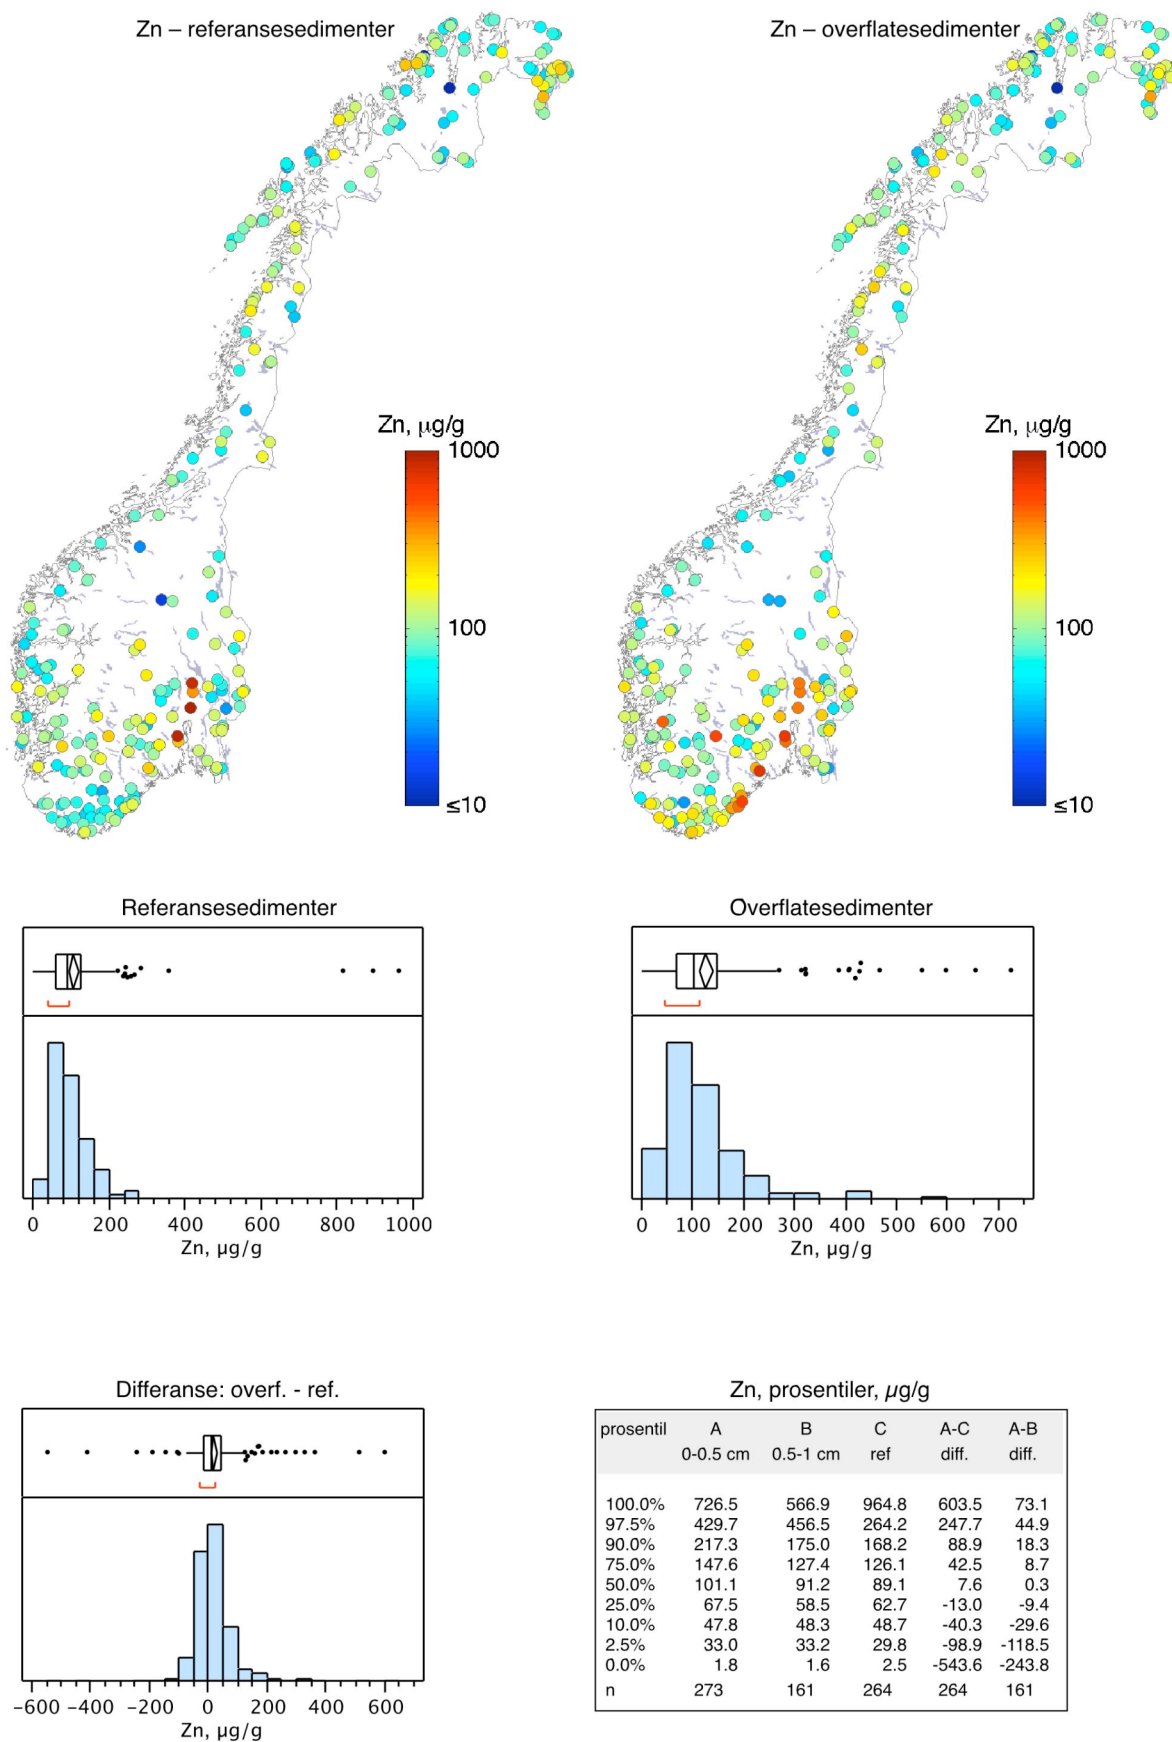 Zn – referansesedimenter
Zn – overflatesedimenter
Zn, µg/g
1000
100
≤10
Zn, µg/g
1000
100
≤10
Referansesedimenter
0 200 400 600 800 1000
Zn, µg/g
Overflatesedimenter
0 100 200 300 400 500 600 700
Zn, µg/g
Differanse: overf. - ref.
−600 −400 −200 0 200 400 600
Zn, µg/g
Zn, prosentiler, µg/g
prosentil A B C A-C A-B
0-0.5 cm 0.5-1 cm ref diff. diff.
100.0% 726.5 566.9 964.8 603.5 73.1
97.5% 429.7 456.5 264.2 247.7 44.9
90.0% 217.3 175.0 168.2 88.9 18.3
75.0% 147.6 127.4 126.1 42.5 8.7
50.0% 101.1 91.2 89.1 7.6 0.3
25.0% 67.5 58.5 62.7 -13.0 -9.4
10.0% 47.8 48.3 48.7 -40.3 -29.6
2.5% 33.0 33.2 29.8 -98.9 -118.5
0.0% 1.8 1.6 2.5 -543.6 -243.8
n 273 161 264 264 161